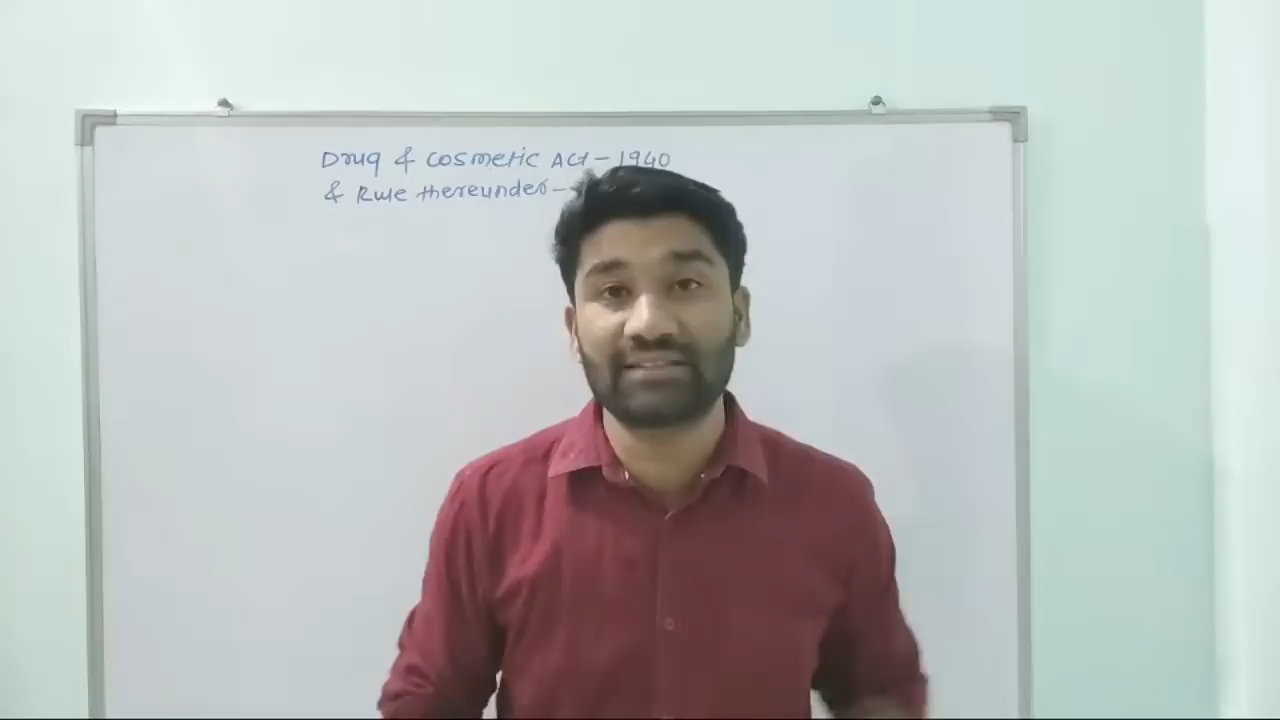 Drug & Cosmetic Act - 1940
& Rule thereunder -